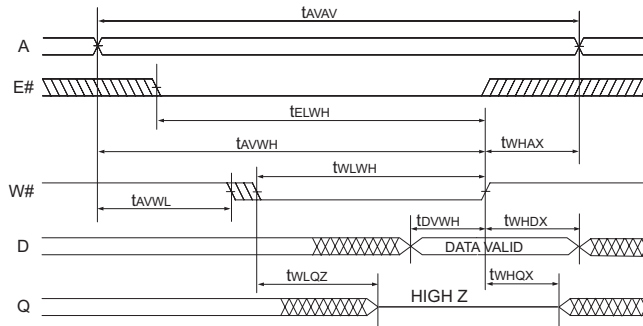 tAVAV
A
E#
tELWH
tAVWH tWHAX
tWLWH
W#
tAVWL
tDVWH tWHDX
D DATA VALID
tWLQZ tWHQX
HIGH Z
Q